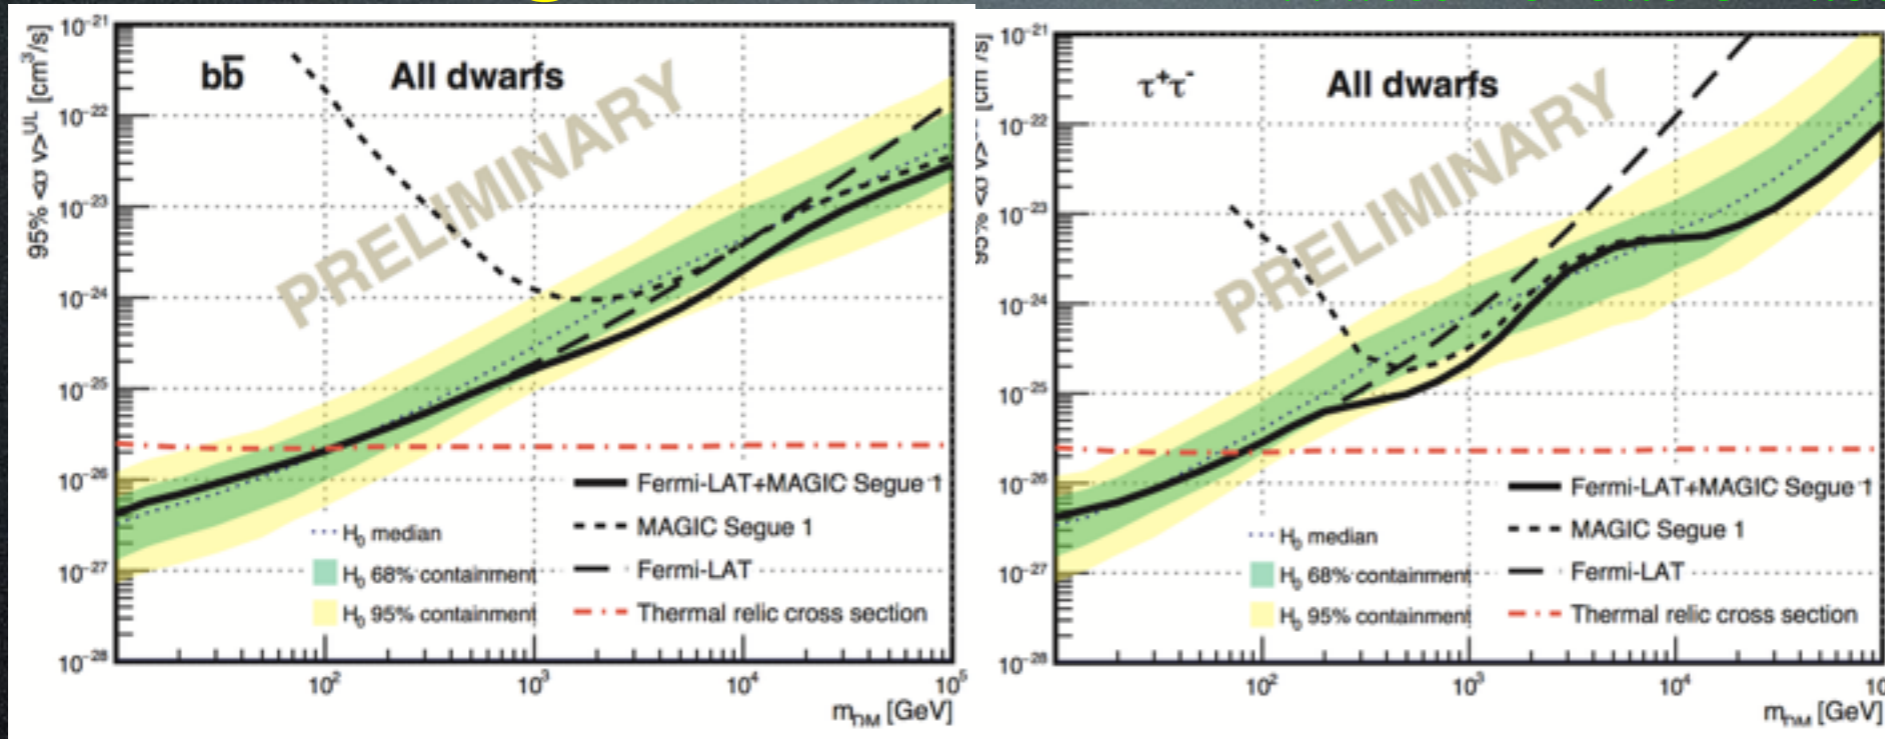 95% <σ v>^UL [cm³/s]
10⁻²¹
10⁻²²
10⁻²³
10⁻²⁴
10⁻²⁵
10⁻²⁶
10⁻²⁷
10⁻²⁸
bb̅
All dwarfs
PRELIMINARY
H₀ median
H₀ 68% containment
H₀ 95% containment
Fermi-LAT+MAGIC Segue 1
MAGIC Segue 1
Fermi-LAT
Thermal relic cross section
10²
10³
10⁴
10⁵
m_DM [GeV]
10⁻²¹
10⁻²²
10⁻²³
10⁻²⁴
10⁻²⁵
10⁻²⁶
10⁻²⁷
10⁻²⁸
τ⁺τ⁻
All dwarfs
PRELIMINARY
H₀ median
H₀ 68% containment
H₀ 95% containment
Fermi-LAT+MAGIC Segue 1
MAGIC Segue 1
Fermi-LAT
Thermal relic cross section
10²
10³
10⁴
10
m_DM [GeV]